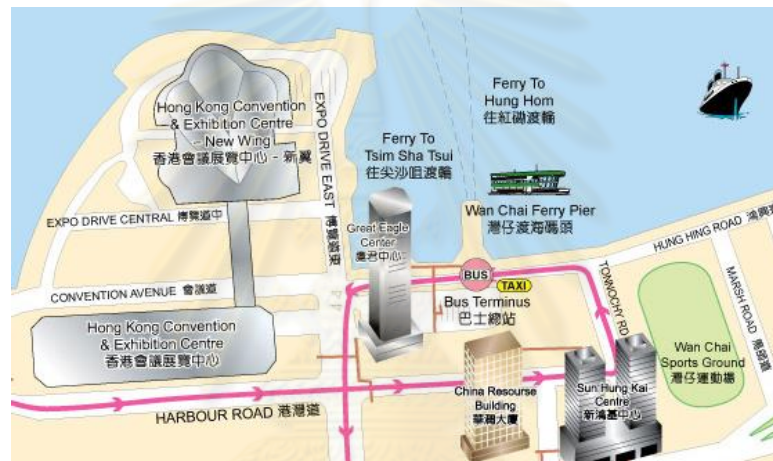 Hong Kong Convention
& Exhibition Centre
- New Wing
香港會議展覽中心 - 新翼
EXPO DRIVE EAST 博覽道東
Ferry To
Hung Hom
往紅磡渡輪
Ferry To
Tsim Sha Tsui
往尖沙咀渡輪
EXPO DRIVE CENTRAL 博覽道中
Great Eagle
Center
鷹君中心
Wan Chai Ferry Pier
灣仔渡海碼頭
HUNG HING ROAD 鴻興
BUS
TAXI
Bus Terminus
巴士總站
TONNOCHY RD
MARSH ROAD 馬師道
CONVENTION AVENUE 會議道
Hong Kong Convention
& Exhibition Centre
香港會議展覽中心
Wan Chai
Sports Ground
灣仔運動場
China Resourse
Building
華潤大廈
Sun Hung Kai
Centre
新鴻基中心
HARBOUR ROAD 港灣道